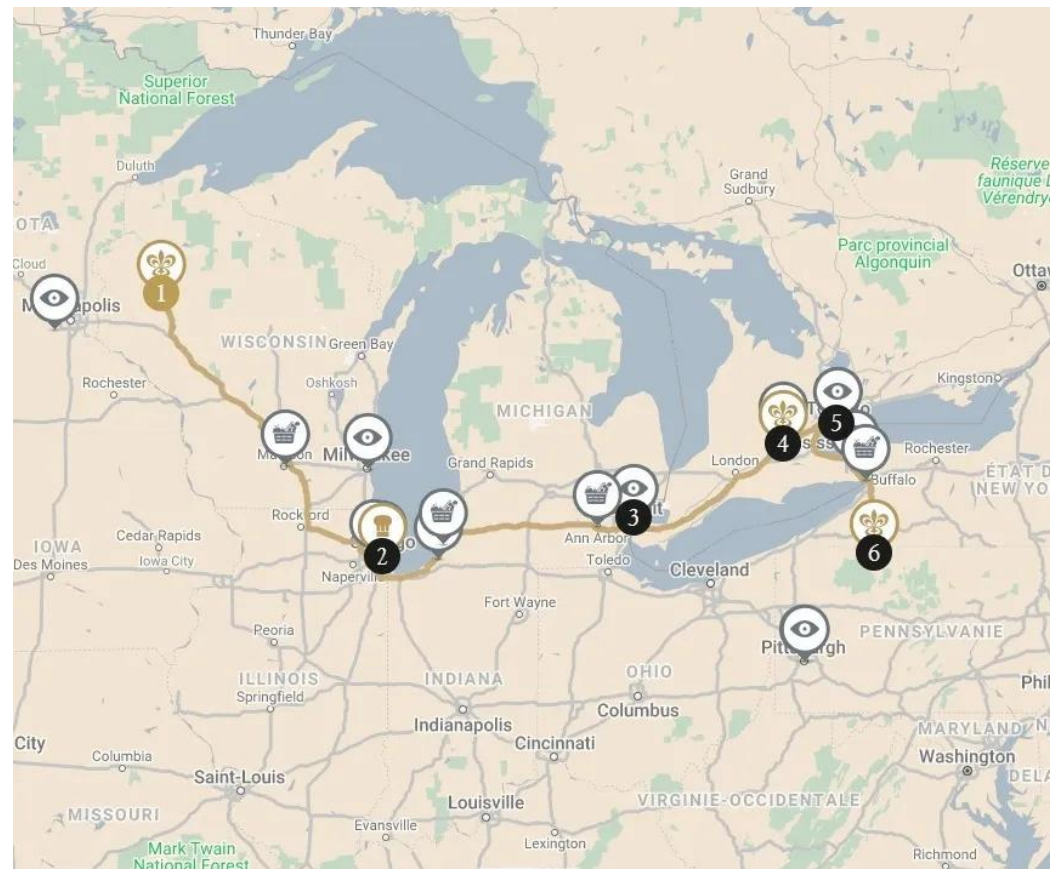 Thunder Bay
Superior
National Forest
Duluth
Grand
Sudbury
Réserve
faunique
Vérendry
OTA
Cloud
Parc provincial
Algonquin
1
WISCONSIN
Green Bay
Rochester
Oshkosh
Kingston
MICHIGAN
5
4
Grand Rapids
London
Rochester
Buffalo
ÉTAT D
NEW YO
Rockford
3
Ann Arbor
Cedar Rapids
IOWA
Iowa City
Des Moines
2
Toledo
Cleveland
6
Fort Wayne
Peoria
PENNSYLVANIE
ILLINOIS
Springfield
INDIANA
OHIO
Columbus
Phil
Indianapolis
City
Cincinnati
MARYLAND
Washington
Columbia
Saint-Louis
DELA
MISSOURI
Louisville
VIRGINIE-OCCIDENTALE
Evansville
Lexington
Richmond
Mark Twain
National Forest